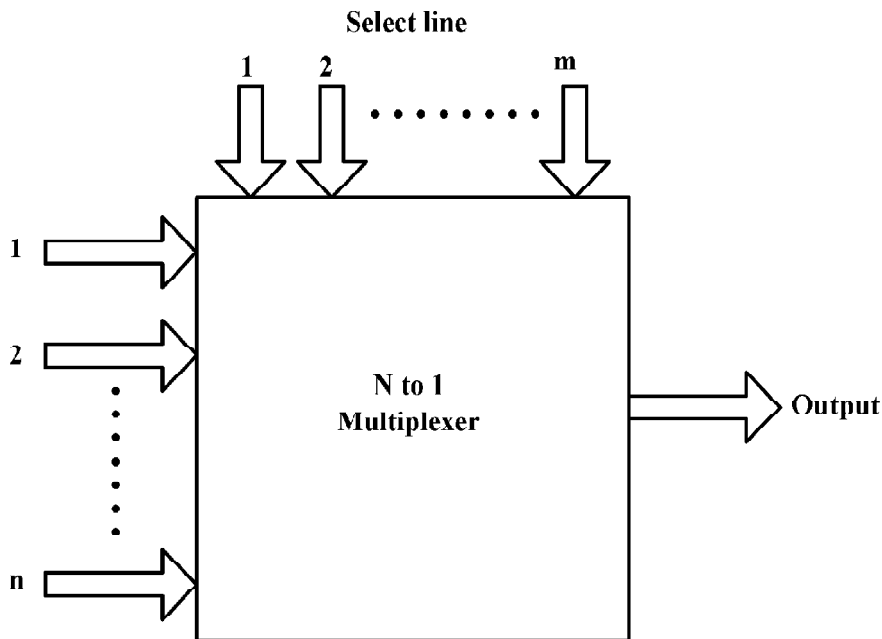 Select line
1 2 m
1
2
N to 1
Multiplexer
Output
n